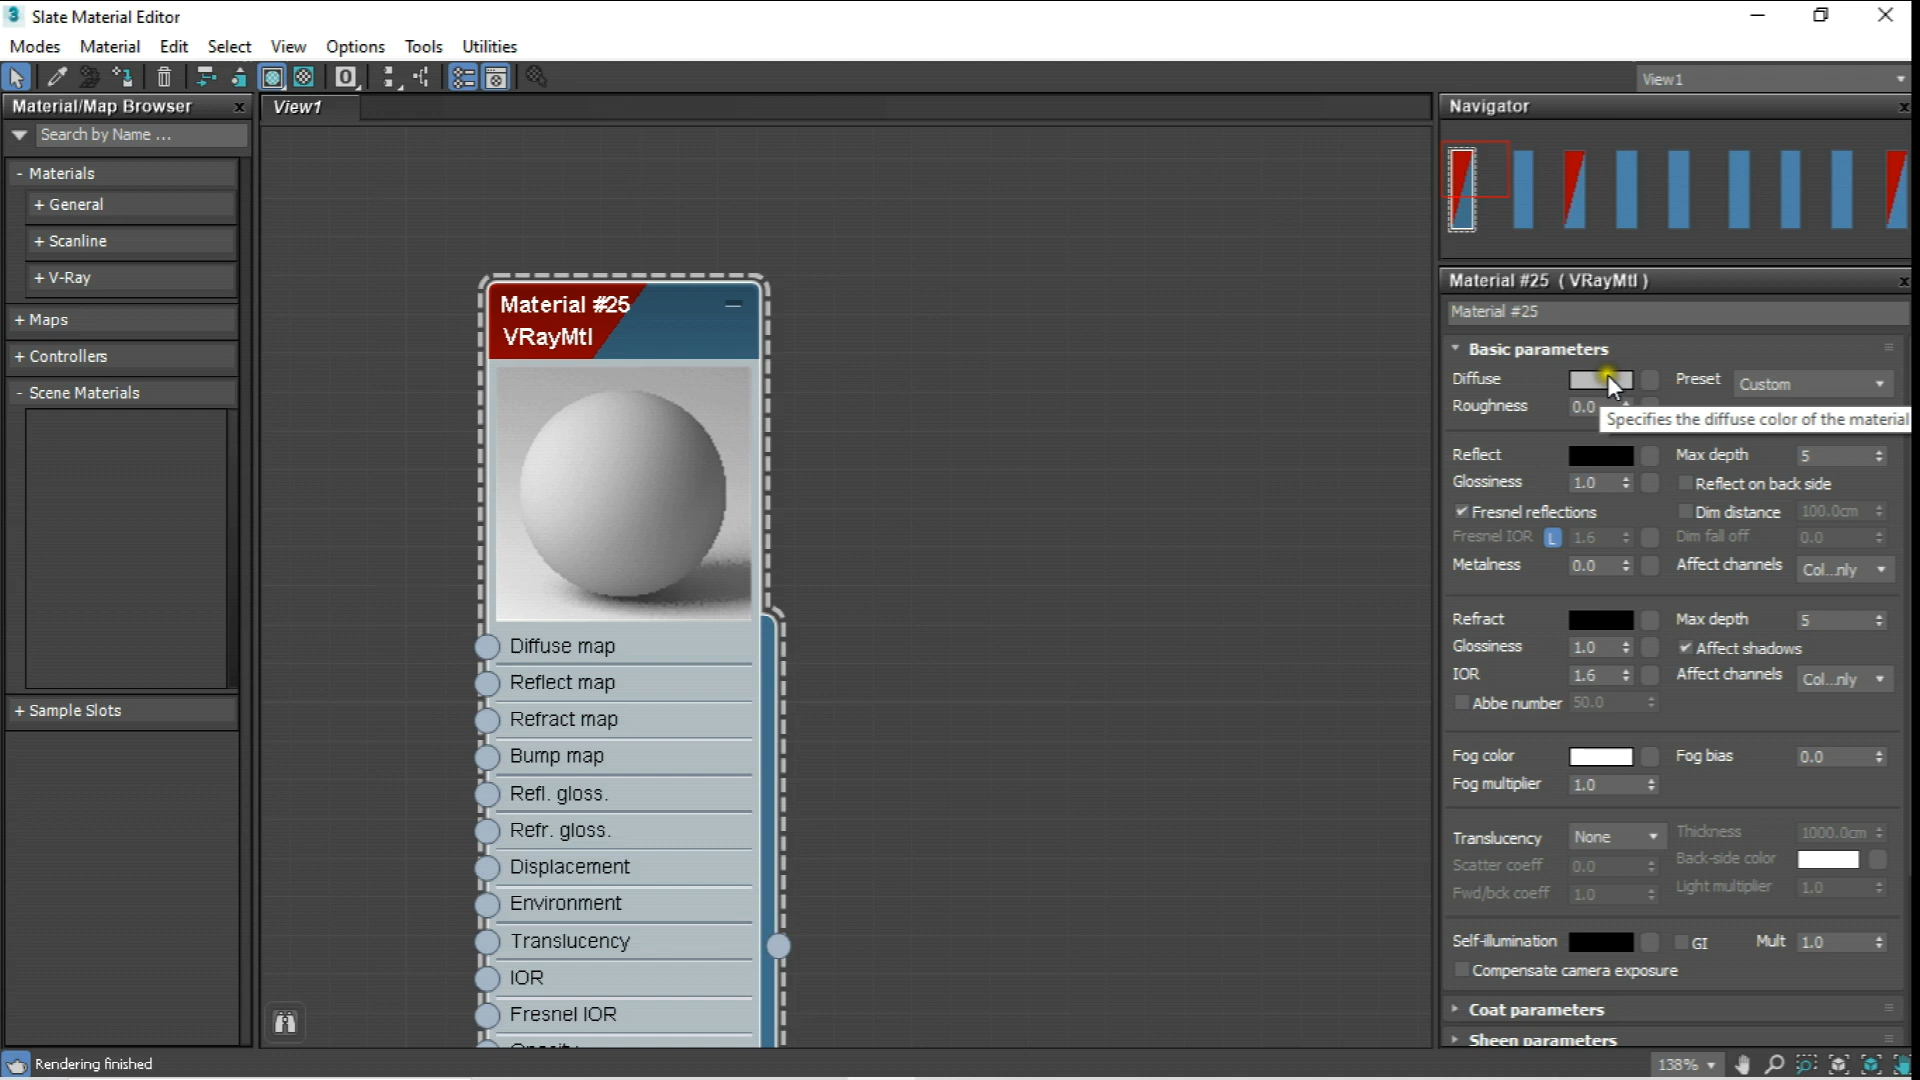 3 Slate Material Editor
Modes Material Edit Select View Options Tools Utilities
View1
Material/Map Browser x
View1
Navigator x
Search by Name ...
- Materials
+ General
+ Scanline
+ V-Ray
+ Maps
+ Controllers
- Scene Materials
+ Sample Slots
Material #25
VRayMtl
Diffuse map
Reflect map
Refract map
Bump map
Refl. gloss.
Refr. gloss.
Displacement
Environment
Translucency
IOR
Fresnel IOR
Opacity
Material #25 ( VRayMtl ) x
Material #25
Basic parameters
Diffuse Preset Custom
Roughness 0.0
Specifies the diffuse color of the material
Reflect Max depth 5
Glossiness 1.0 Reflect on back side
Fresnel reflections Dim distance 100.0cm
Fresnel IOR L 1.6 Dim fall off 0.0
Metalness 0.0 Affect channels Col...nly
Refract Max depth 5
Glossiness 1.0 Affect shadows
IOR 1.6 Affect channels Col...nly
Abbe number 50.0
Fog color Fog bias 0.0
Fog multiplier 1.0
Translucency None Thickness 1000.0cm
Scatter coeff 0.0 Back-side color
Fwd/bck coeff 1.0 Light multiplier 1.0
Self-illumination GI Mult 1.0
Compensate camera exposure
Coat parameters
Sheen parameters
Rendering finished
138%